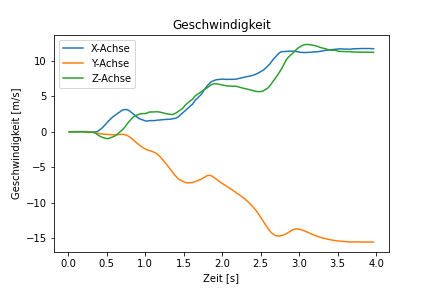 Geschwindigkeit
X-Achse
Y-Achse
Z-Achse
Geschwindigkeit [m/s]
10
5
0
−5
−10
−15
0.0 0.5 1.0 1.5 2.0 2.5 3.0 3.5 4.0
Zeit [s]